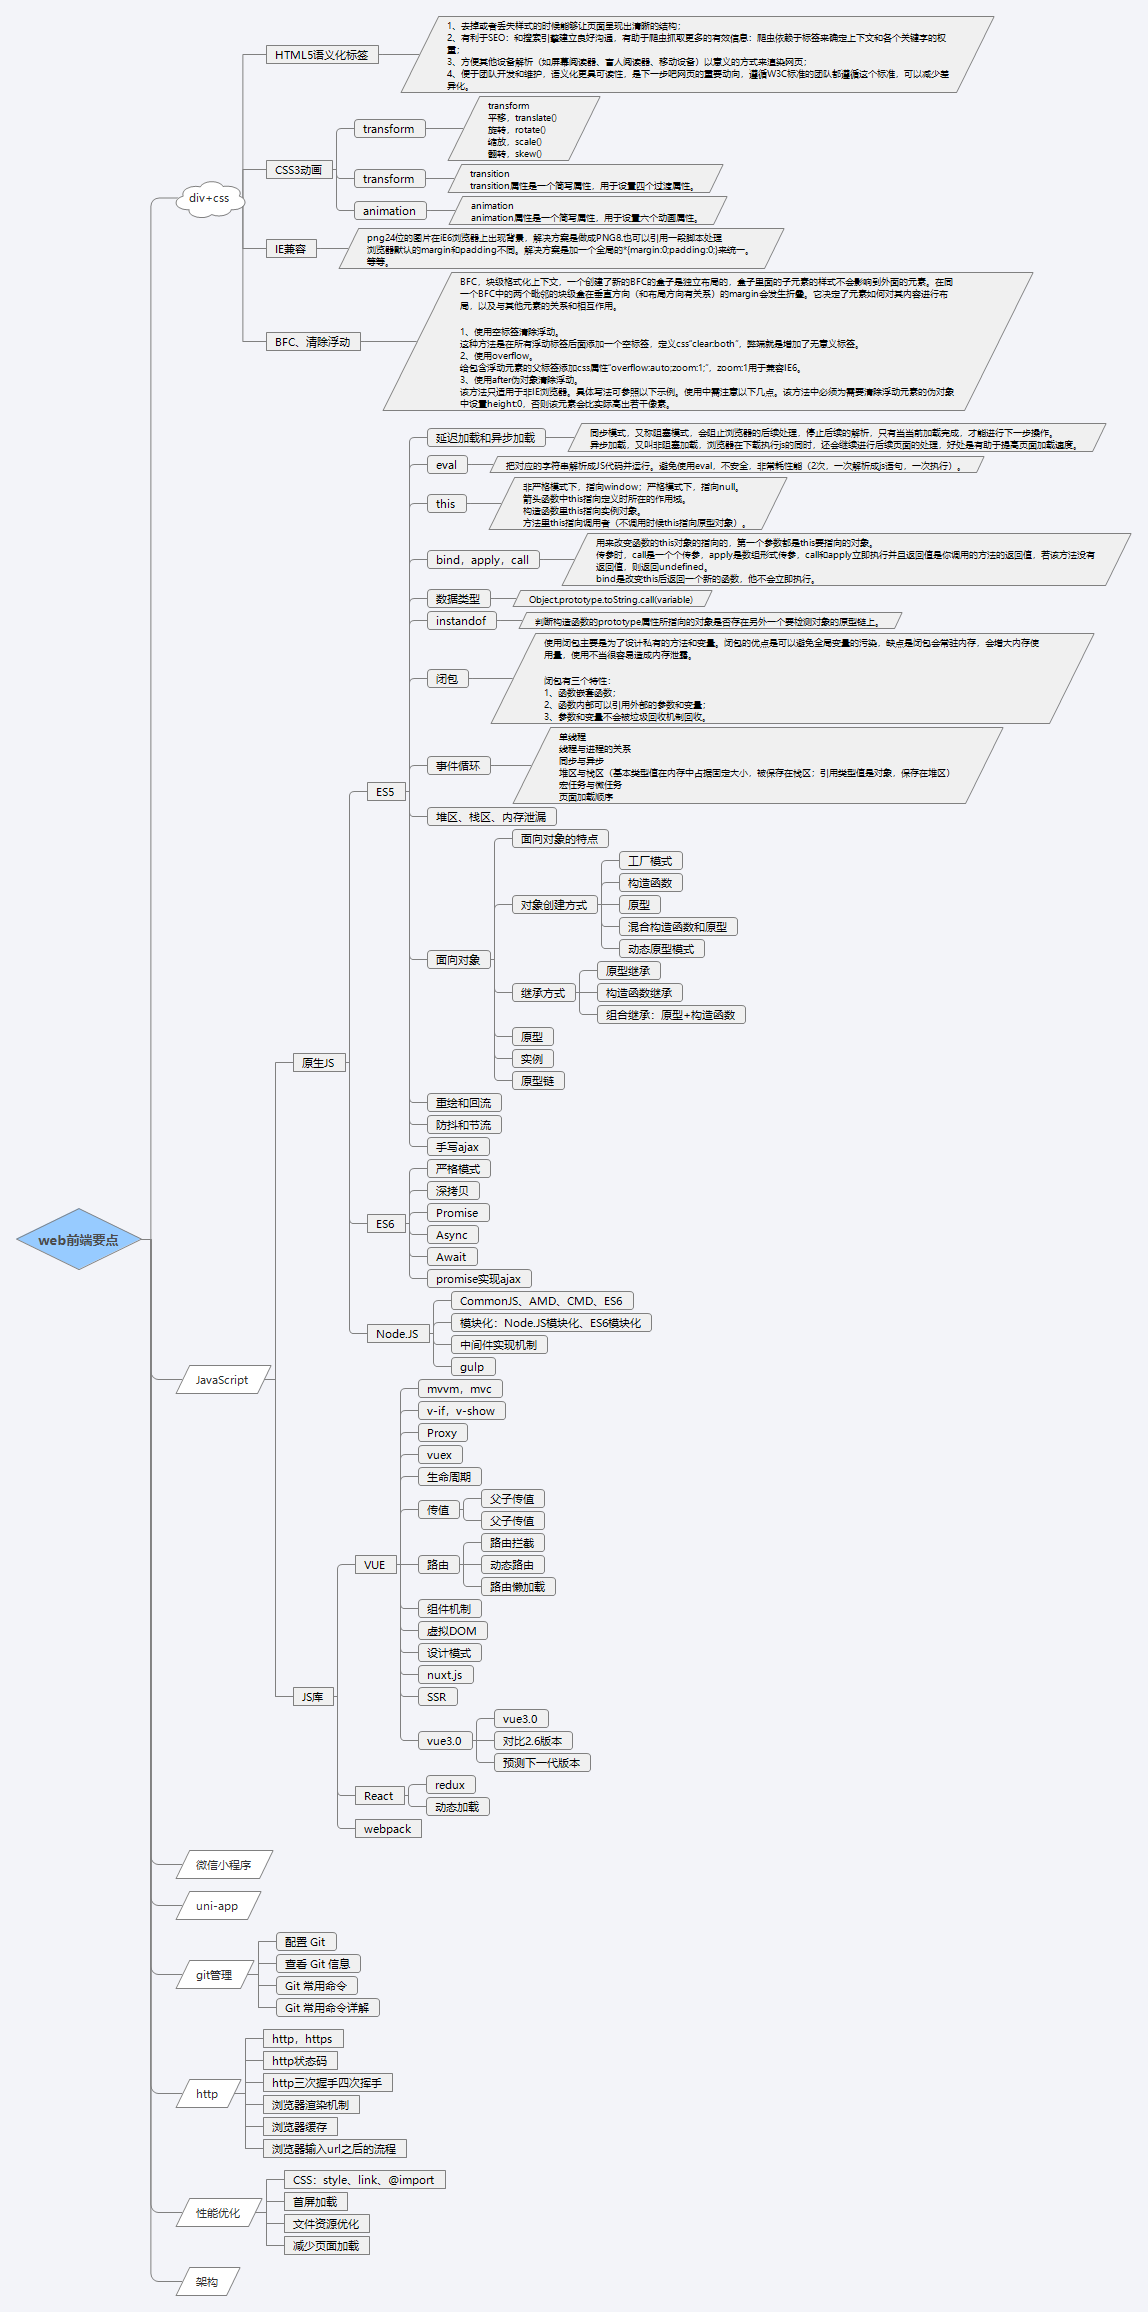 1、去掉或者丢失样式的时候能够让页面呈现出清晰的结构；
2、有利于SEO：和搜索引擎建立良好沟通，有助于爬虫抓取更多的有效信息：爬虫依赖于标签来确定上下文和各个关键字的权
重；
3、方便其他设备解析（如屏幕阅读器、盲人阅读器、移动设备）以意义的方式来渲染网页；
4、便于团队开发和维护，语义化更具可读性，是下一步吧网页的重要动向，遵循W3C标准的团队都遵循这个标准，可以减少差
异化。
HTML5语义化标签
transform
平移，translate()
旋转，rotate()
缩放，scale()
翻转，skew()
transform
CSS3动画
transition
transition属性是一个简写属性，用于设置四个过渡属性。
transform
div+css
animation
animation属性是一个简写属性，用于设置六个动画属性。
animation
png24位的图片在iE6浏览器上出现背景，解决方案是做成PNG8.也可以引用一段脚本处理
浏览器默认的margin和padding不同。解决方案是加一个全局的*{margin:0;padding:0;}来统一。
等等。
IE兼容
BFC，块级格式化上下文，一个创建了新的BFC的盒子是独立布局的，盒子里面的子元素的样式不会影响到外面的元素。在同
一个BFC中的两个毗邻的块级盒在垂直方向（和布局方向有关系）的margin会发生折叠。它决定了元素如何对其内容进行布
局，以及与其他元素的关系和相互作用。
1、使用空标签清除浮动。
这种方法是在所有浮动标签后面添加一个空标签，定义css"clear:both"，弊端就是增加了无意义标签。
2、使用overflow。
给包含浮动元素的父标签添加css属性"overflow:auto;zoom:1;"，zoom:1用于兼容IE6。
3、使用after伪对象清除浮动。
该方法只适用于非IE浏览器。具体写法可参照以下示例。使用中需注意以下几点。该方法中必须为需要清除浮动元素的伪对象
中设置height:0，否则该元素会比实际高出若干像素。
BFC、清除浮动
延迟加载和异步加载
同步模式，又称阻塞模式，会阻止浏览器的后续处理，停止后续的解析，只有当当前加载完成，才能进行下一步操作。
异步加载，又叫非阻塞加载，浏览器在下载执行js的同时，还会继续进行后续页面的处理，好处是有助于提高页面加载速度。
eval
把对应的字符串解析成JS代码并运行。避免使用eval，不安全，非常耗性能（2次，一次解析成js语句，一次执行）。
this
非严格模式下，指向window；严格模式下，指向null。
箭头函数中this指向定义时所在的作用域。
构造函数里this指向实例对象。
方法里this指向调用者（不调用时候this指向原型对象）。
bind，apply，call
用来改变函数的this对象的指向的，第一个参数都是this要指向的对象。
传参时，call是一个个传参，apply是数组形式传参，call和apply立即执行并且返回值是你调用的方法的返回值，若该方法没有
返回值，则返回undefined。
bind是改变this后返回一个新的函数，他不会立即执行。
数据类型
Object.prototype.toString.call(variable)
instandof
判断构造函数的prototype属性所指向的对象是否存在另外一个要检测对象的原型链上。
闭包
使用闭包主要是为了设计私有的方法和变量。闭包的优点是可以避免全局变量的污染，缺点是闭包会常驻内存，会增大内存使
用量，使用不当很容易造成内存泄露。
闭包有三个特性：
1、函数嵌套函数；
2、函数内部可以引用外部的参数和变量；
3、参数和变量不会被垃圾回收机制回收。
事件循环
单线程
线程与进程的关系
同步与异步
堆区与栈区（基本类型值在内存中占据固定大小，被保存在栈区；引用类型值是对象，保存在堆区）
宏任务与微任务
页面加载顺序
ES5
堆区、栈区、内存泄漏
面向对象的特点
工厂模式
构造函数
对象创建方式
原型
混合构造函数和原型
动态原型模式
面向对象
原型继承
继承方式
构造函数继承
组合继承：原型+构造函数
原型
实例
原型链
原生JS
重绘和回流
防抖和节流
手写ajax
严格模式
深拷贝
Promise
ES6
Async
Await
promise实现ajax
web前端要点
CommonJS、AMD、CMD、ES6
模块化：Node.JS模块化、ES6模块化
Node.JS
中间件实现机制
gulp
JavaScript
mvvm，mvc
v-if，v-show
Proxy
vuex
生命周期
传值
父子传值
父子传值
VUE
路由
路由拦截
动态路由
路由懒加载
组件机制
虚拟DOM
设计模式
nuxt.js
SSR
JS库
vue3.0
vue3.0
对比2.6版本
预测下一代版本
React
redux
动态加载
webpack
微信小程序
uni-app
git管理
配置 Git
查看 Git 信息
Git 常用命令
Git 常用命令详解
http
http，https
http状态码
http三次握手四次挥手
浏览器渲染机制
浏览器缓存
浏览器输入url之后的流程
性能优化
CSS：style、link、@import
首屏加载
文件资源优化
减少页面加载
架构